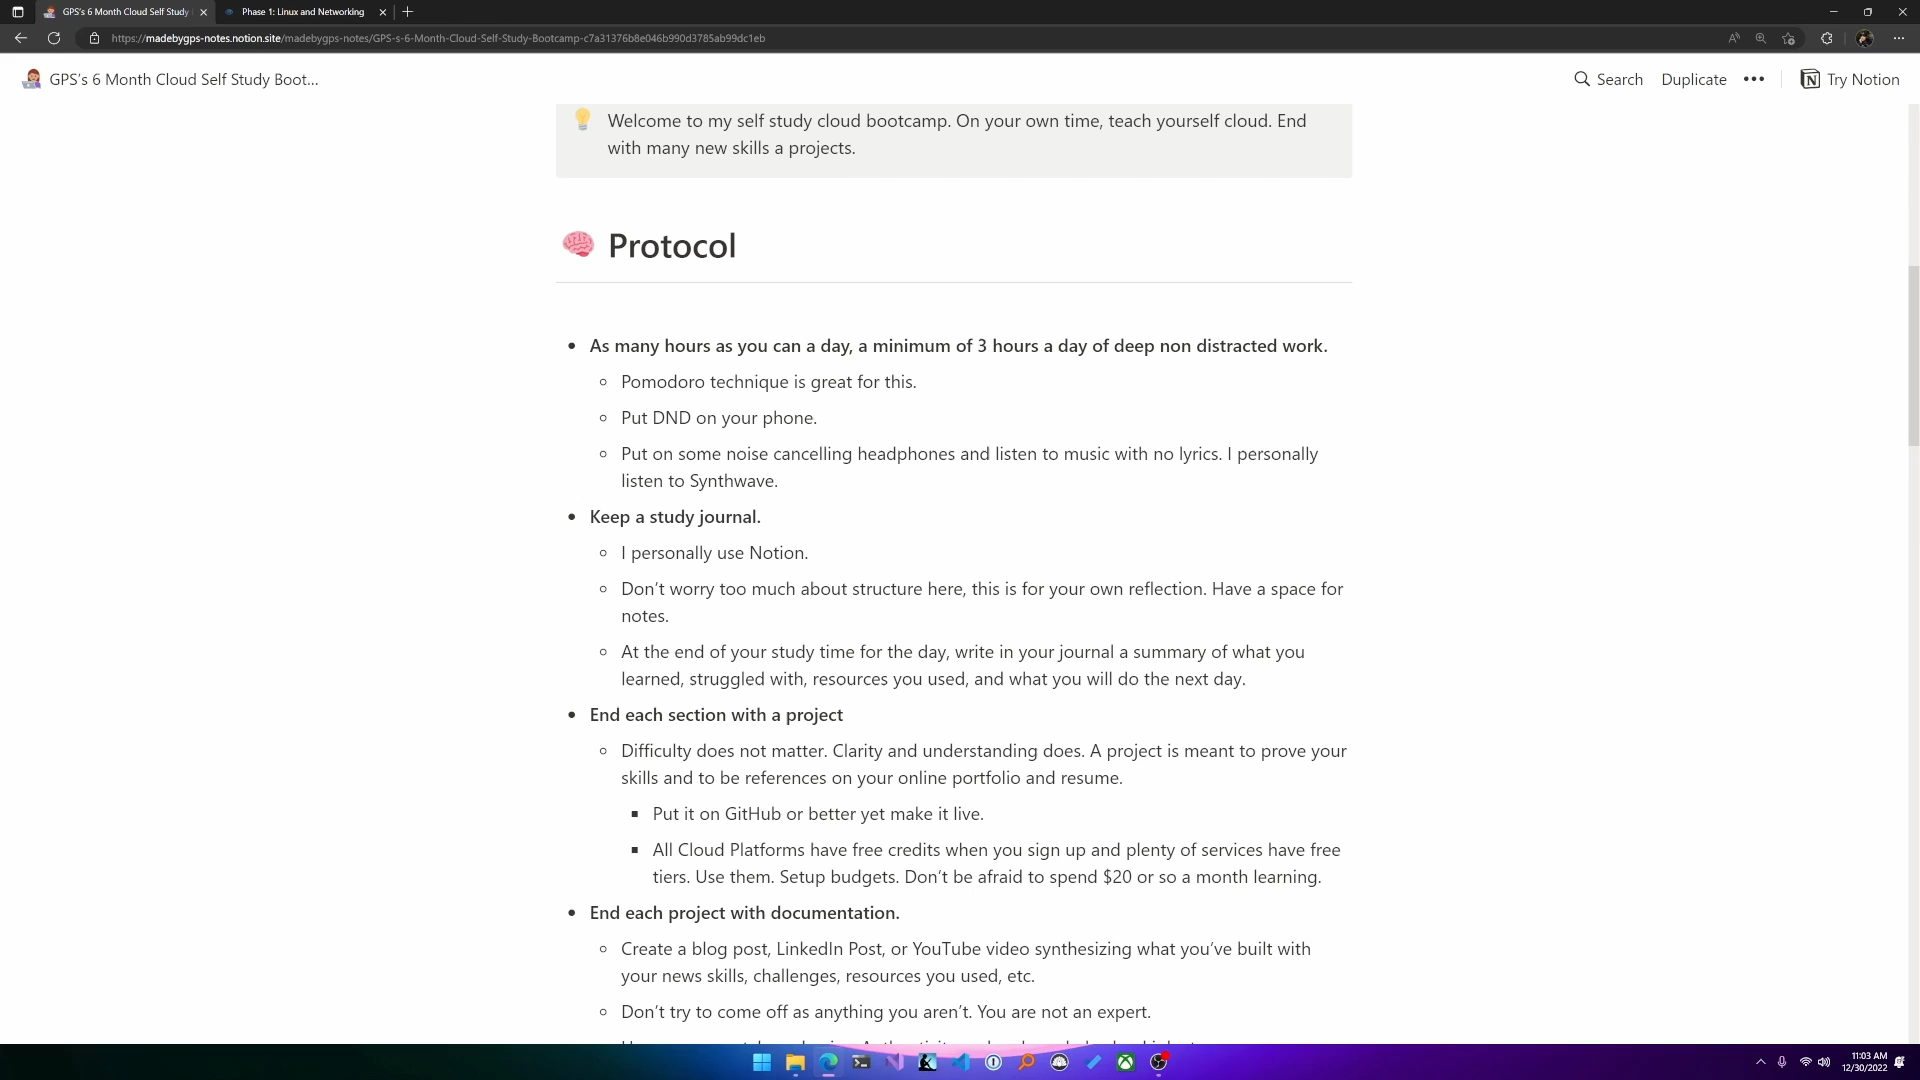 GPS's 6 Month Cloud Self Study
Phase 1: Linux and Networking
https://madebygps-notes.notion.site/madebygps-notes/GPS-s-6-Month-Cloud-Self-Study-Bootcamp-c7a31376b8e046b990d3785ab99dc1eb
GPS's 6 Month Cloud Self Study Boot...
Search Duplicate Try Notion
Welcome to my self study cloud bootcamp. On your own time, teach yourself cloud. End
with many new skills a projects.
Protocol
• As many hours as you can a day, a minimum of 3 hours a day of deep non distracted work.
Pomodoro technique is great for this.
Put DND on your phone.
Put on some noise cancelling headphones and listen to music with no lyrics. I personally
listen to Synthwave.
• Keep a study journal.
I personally use Notion.
Don't worry too much about structure here, this is for your own reflection. Have a space for
notes.
At the end of your study time for the day, write in your journal a summary of what you
learned, struggled with, resources you used, and what you will do the next day.
• End each section with a project
Difficulty does not matter. Clarity and understanding does. A project is meant to prove your
skills and to be references on your online portfolio and resume.
Put it on GitHub or better yet make it live.
All Cloud Platforms have free credits when you sign up and plenty of services have free
tiers. Use them. Setup budgets. Don't be afraid to spend $20 or so a month learning.
• End each project with documentation.
Create a blog post, LinkedIn Post, or YouTube video synthesizing what you've built with
your news skills, challenges, resources you used, etc.
Don't try to come off as anything you aren't. You are not an expert.
11:03 AM
12/30/2022